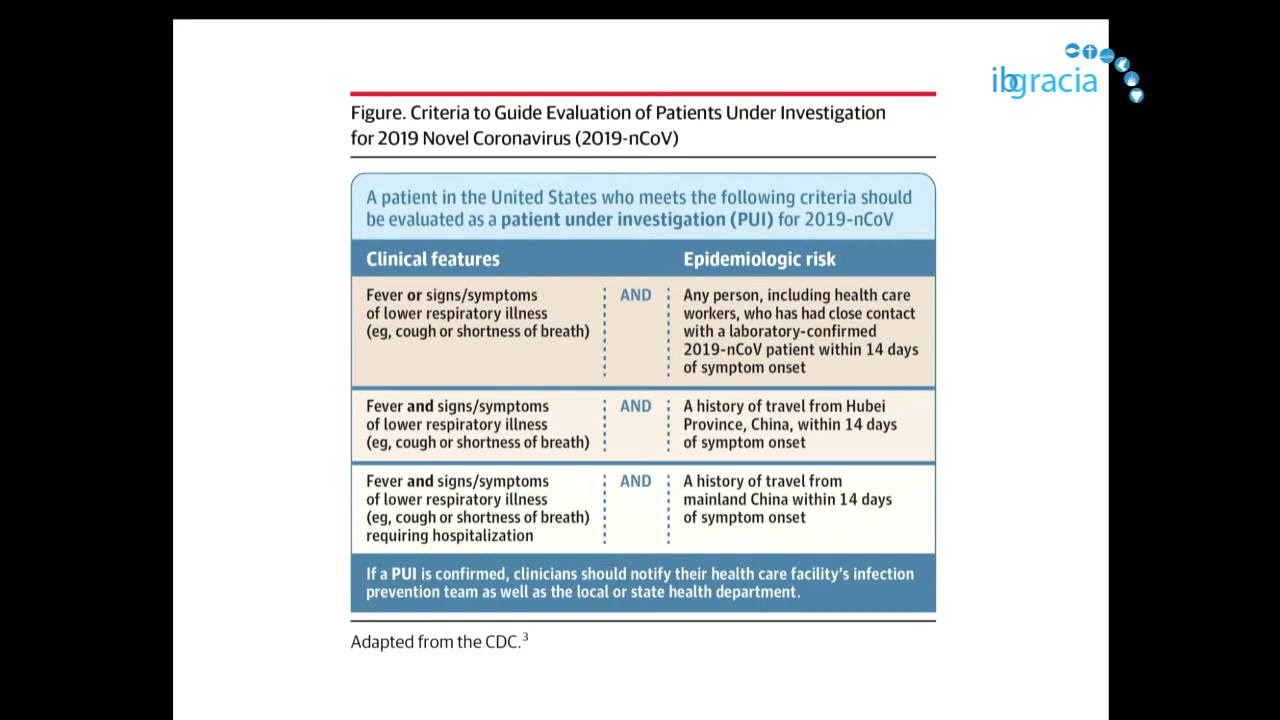 ibgracia
Figure. Criteria to Guide Evaluation of Patients Under Investigation
for 2019 Novel Coronavirus (2019-nCoV)
A patient in the United States who meets the following criteria should
be evaluated as a patient under investigation (PUI) for 2019-nCoV
Clinical features
Epidemiologic risk
Fever or signs/symptoms
of lower respiratory illness
(eg, cough or shortness of breath)
AND
Any person, including health care
workers, who has had close contact
with a laboratory-confirmed
2019-nCoV patient within 14 days
of symptom onset
Fever and signs/symptoms
of lower respiratory illness
(eg, cough or shortness of breath)
AND
A history of travel from Hubei
Province, China, within 14 days
of symptom onset
Fever and signs/symptoms
of lower respiratory illness
(eg, cough or shortness of breath)
requiring hospitalization
AND
A history of travel from
mainland China within 14 days
of symptom onset
If a PUI is confirmed, clinicians should notify their health care facility’s infection
prevention team as well as the local or state health department.
Adapted from the CDC.3